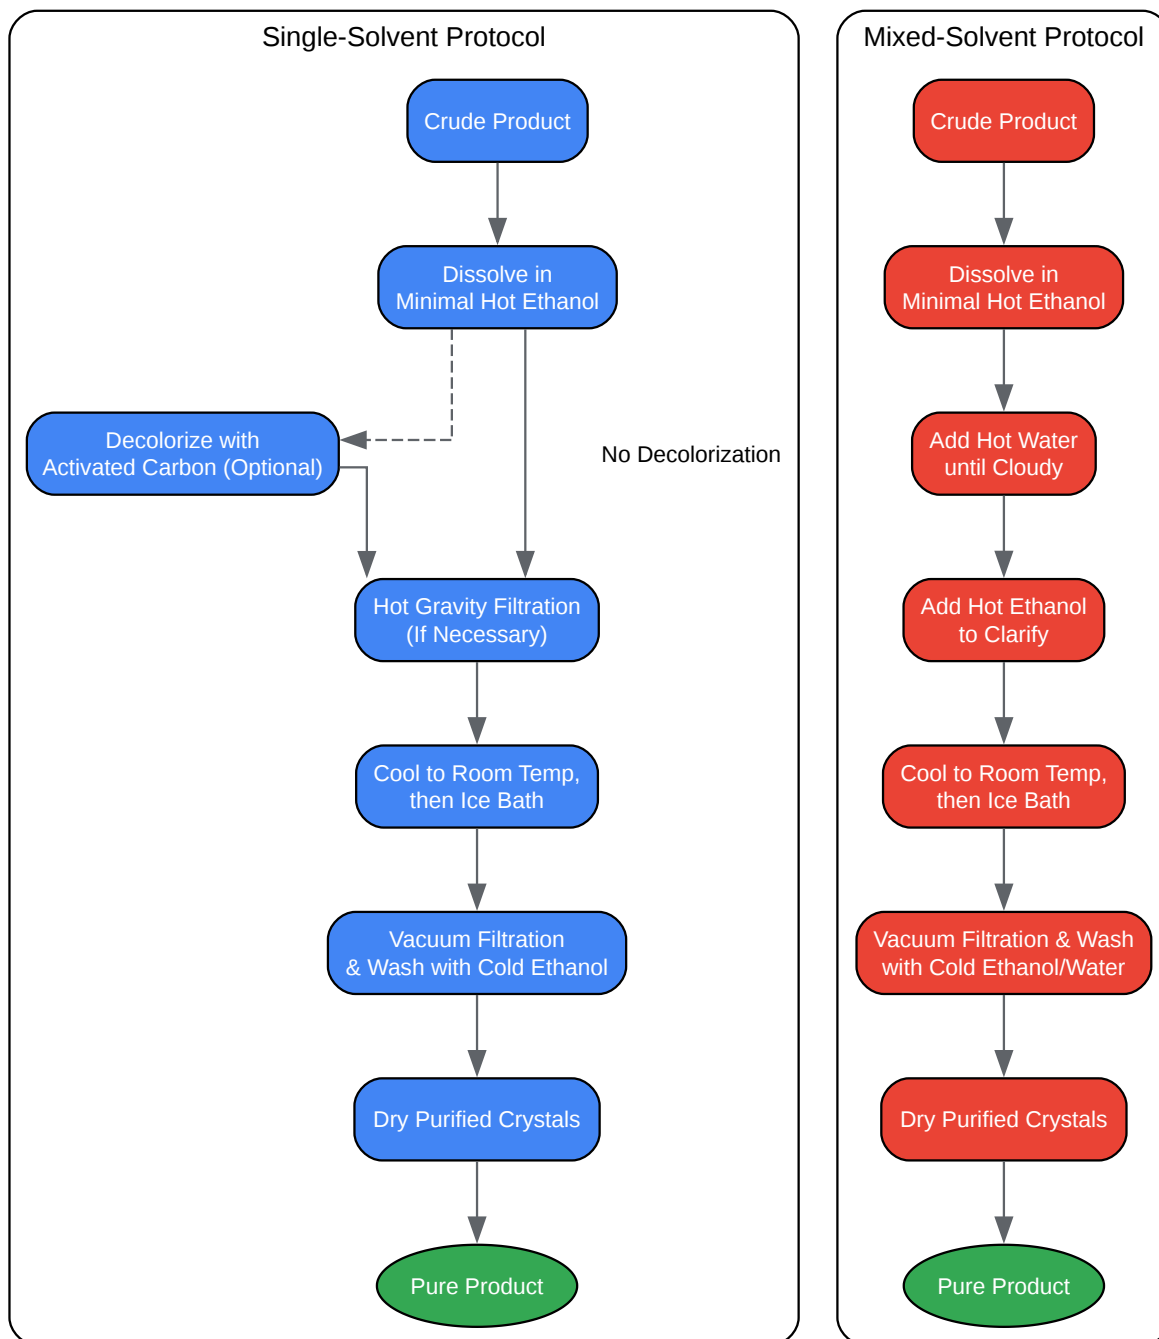 Single-Solvent Protocol
Crude Product
Dissolve in
Minimal Hot Ethanol
Decolorize with
Activated Carbon (Optional)
No Decolorization
Hot Gravity Filtration
(If Necessary)
Cool to Room Temp,
then Ice Bath
Vacuum Filtration
& Wash with Cold Ethanol
Dry Purified Crystals
Pure Product
Mixed-Solvent Protocol
Crude Product
Dissolve in
Minimal Hot Ethanol
Add Hot Water
until Cloudy
Add Hot Ethanol
to Clarify
Cool to Room Temp,
then Ice Bath
Vacuum Filtration & Wash
with Cold Ethanol/Water
Dry Purified Crystals
Pure Product